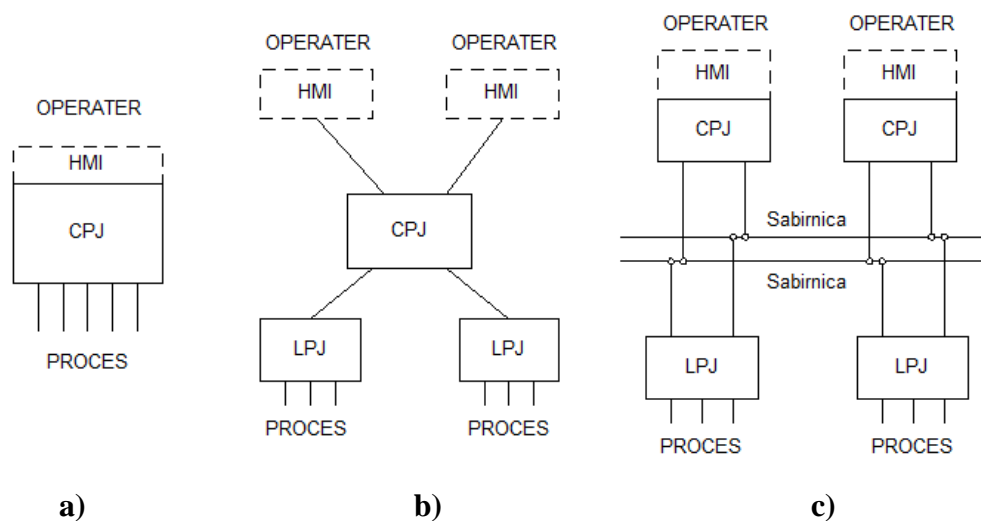 OPERATER
HMI
CPJ
PROCES
a)
OPERATER OPERATER
HMI HMI
CPJ
LPJ LPJ
PROCES PROCES
b)
OPERATER OPERATER
HMI HMI
CPJ CPJ
Sabirnica
Sabirnica
LPJ LPJ
PROCES PROCES
c)